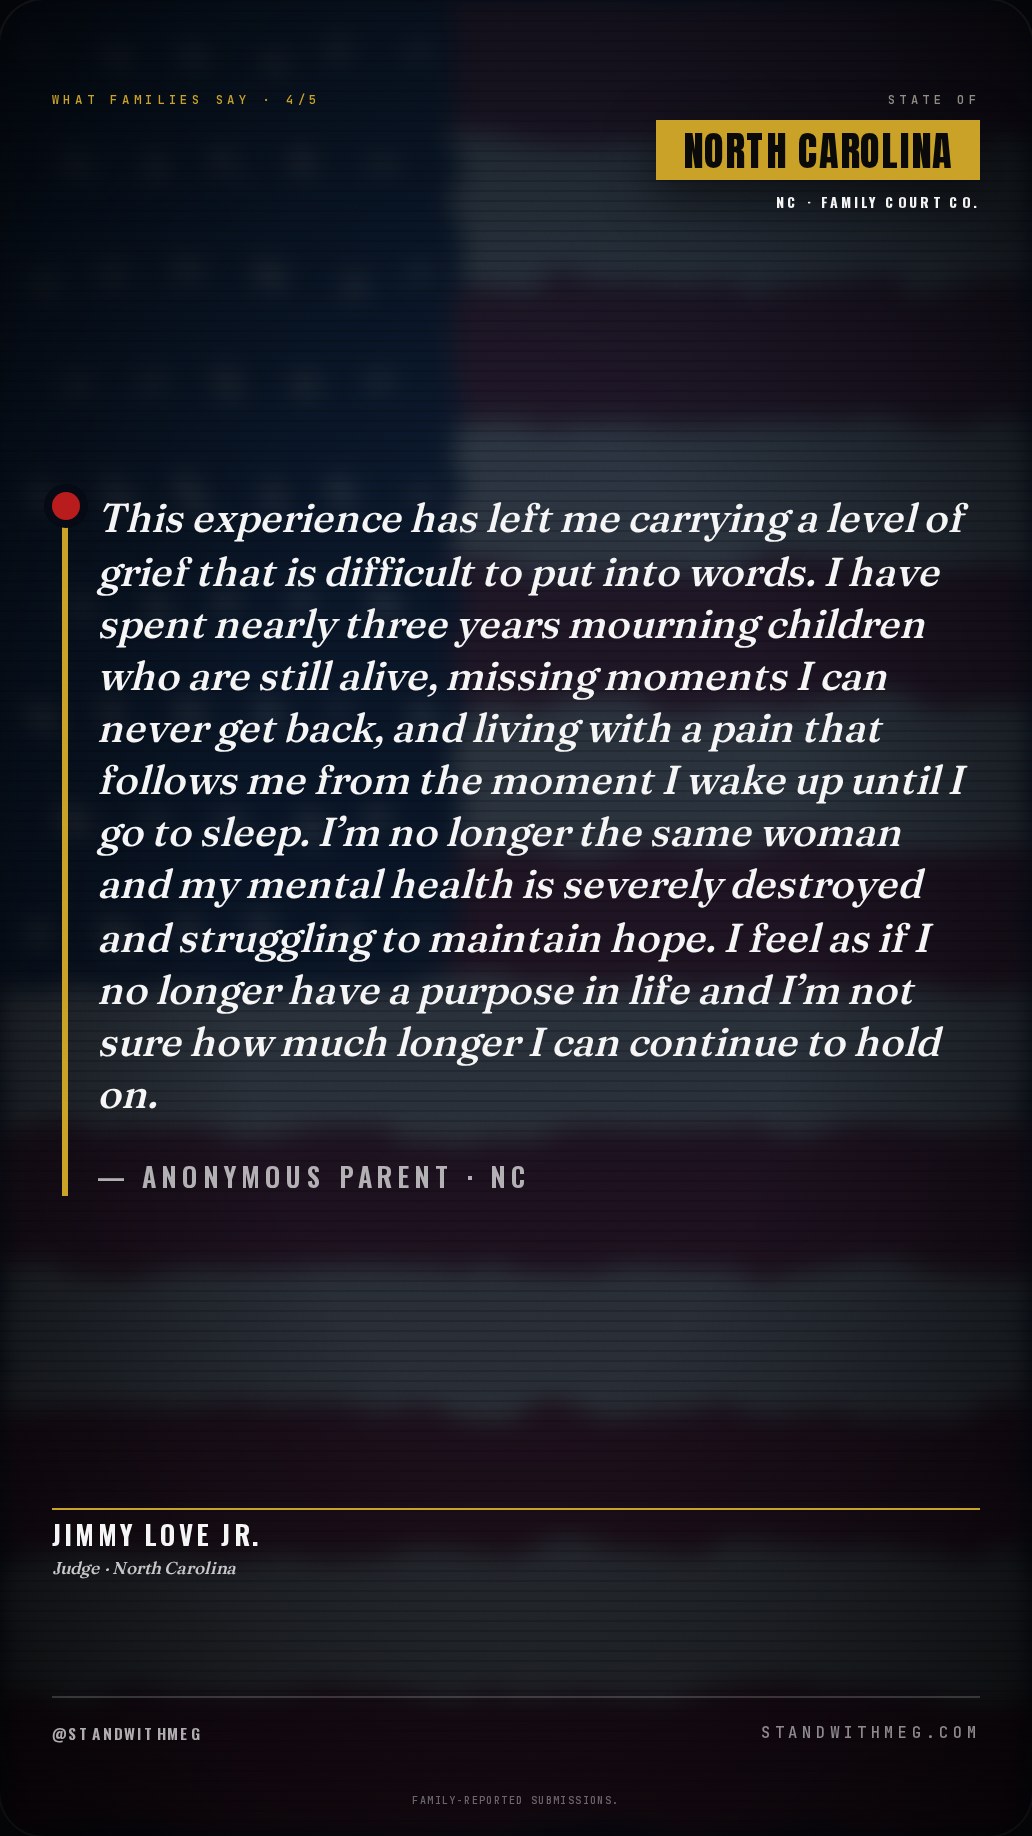 WHAT FAMILIES SAY · 4/5
STATE OF
NORTH CAROLINA
NC · FAMILY COURT CO.
This experience has left me carrying a level of
grief that is difficult to put into words. I have
spent nearly three years mourning children
who are still alive, missing moments I can
never get back, and living with a pain that
follows me from the moment I wake up until I
go to sleep. I’m no longer the same woman
and my mental health is severely destroyed
and struggling to maintain hope. I feel as if I
no longer have a purpose in life and I’m not
sure how much longer I can continue to hold
on.
— ANONYMOUS PARENT · NC
JIMMY LOVE JR.
Judge · North Carolina
@STANDWITHMEG
STANDWITHMEG.COM
FAMILY-REPORTED SUBMISSIONS.